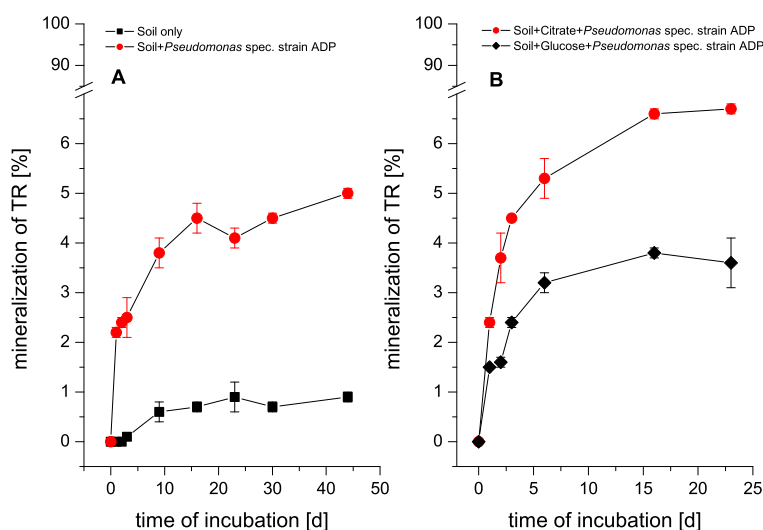 Soil only
Soil+Pseudomonas spec. strain ADP
A
100
90
6
5
4
3
2
1
0
mineralization of TR [%]
0 10 20 30 40 50
time of incubation [d]
Soil+Citrate+Pseudomonas spec. strain ADP
Soil+Glucose+Pseudomonas spec. strain ADP
B
100
90
6
5
4
3
2
1
0
mineralization of TR [%]
0 5 10 15 20 25
time of incubation [d]